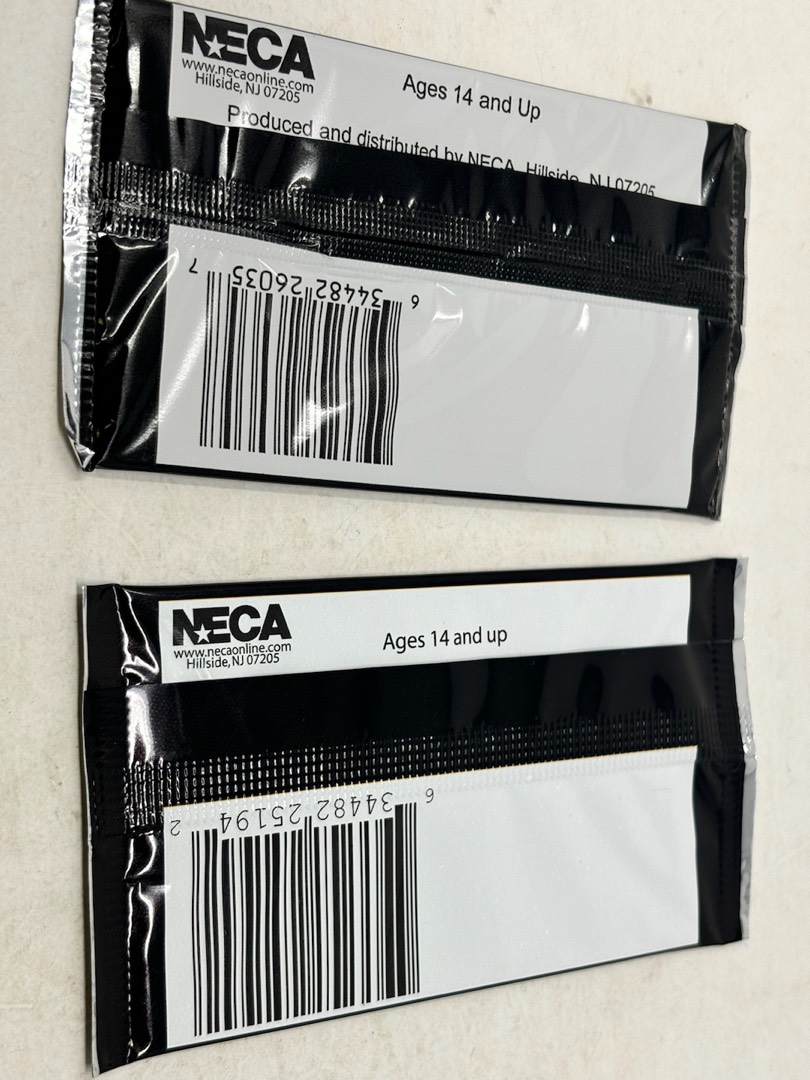 NECA
www.necaonline.com
Hillside, NJ 07205
Ages 14 and Up
Produced and distributed by NECA, Hillside, NJ 07205
6 34482 26035 7
NECA
www.necaonline.com
Hillside, NJ 07205
Ages 14 and up
6 34482 25194 2